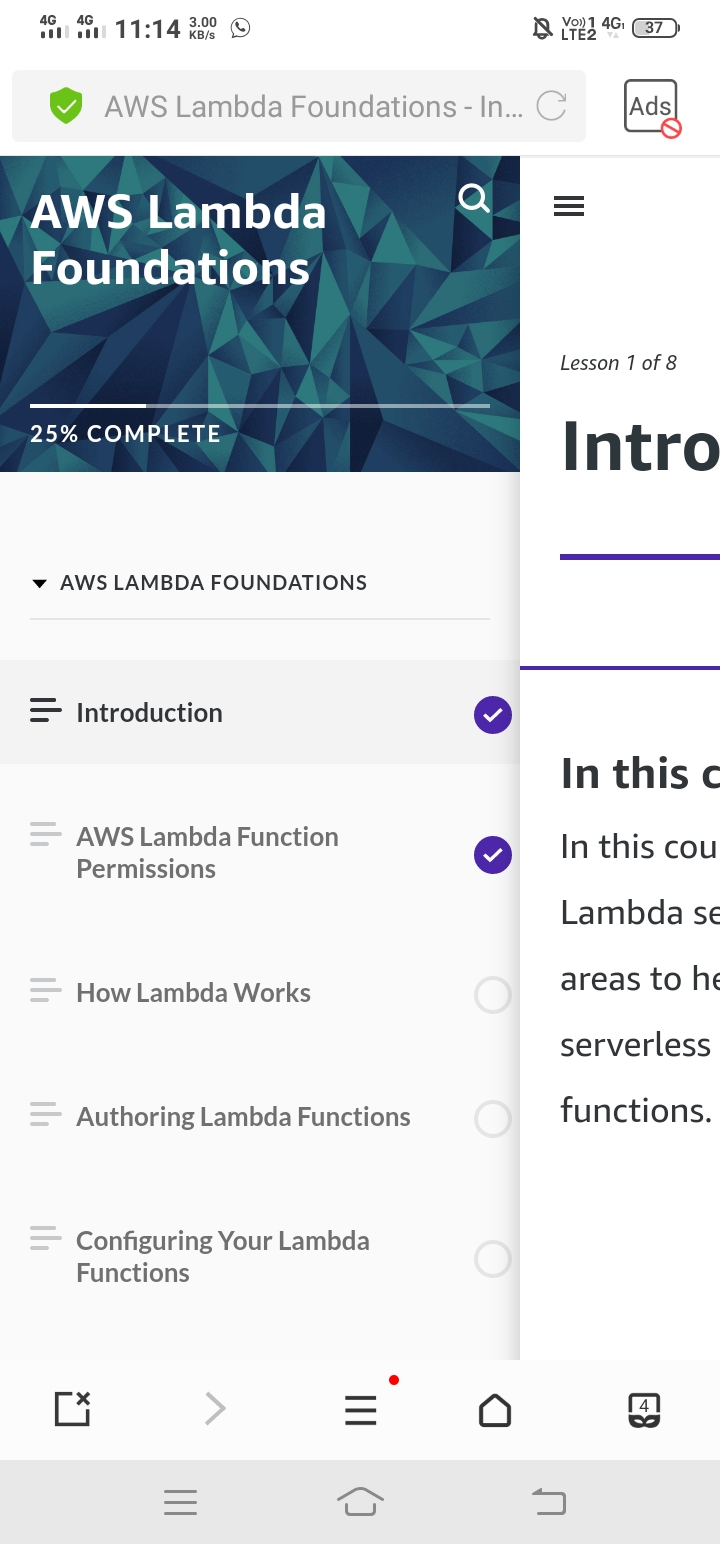 4G 4G 11:14 3.00 KB/s Vo)) 1 LTE2 4G 37
AWS Lambda Foundations - In... Ads
AWS Lambda
Foundations
25% COMPLETE
AWS LAMBDA FOUNDATIONS
Introduction
AWS Lambda Function
Permissions
How Lambda Works
Authoring Lambda Functions
Configuring Your Lambda
Functions
Lesson 1 of 8
Intro
In this c
In this cou
Lambda se
areas to he
serverless
functions.
4